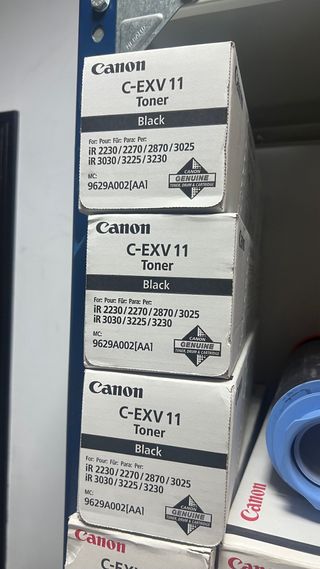 HI GOLD
Canon
C-EXV 11
Toner
Black
For: Pour: Für: Para: Per:
iR 2230 / 2270 / 2870 / 3025
iR 3030 / 3225 / 3230
MC:
9629A002[AA]
CANON
GENUINE
TONER, DRUM & CARTRIDGE
Canon
C-EXV 11
Toner
Black
For: Pour: Für: Para: Per:
iR 2230 / 2270 / 2870 / 3025
iR 3030 / 3225 / 3230
MC:
9629A002[AA]
CANON
GENUINE
TONER, DRUM & CARTRIDGE
Canon
C-EXV 11
Toner
Black
For: Pour: Für: Para: Per:
iR 2230 / 2270 / 2870 / 3025
iR 3030 / 3225 / 3230
MC:
9629A002[AA]
CANON
GENUINE
TONER, DRUM & CARTRIDGE
Canon
Canon
Canon